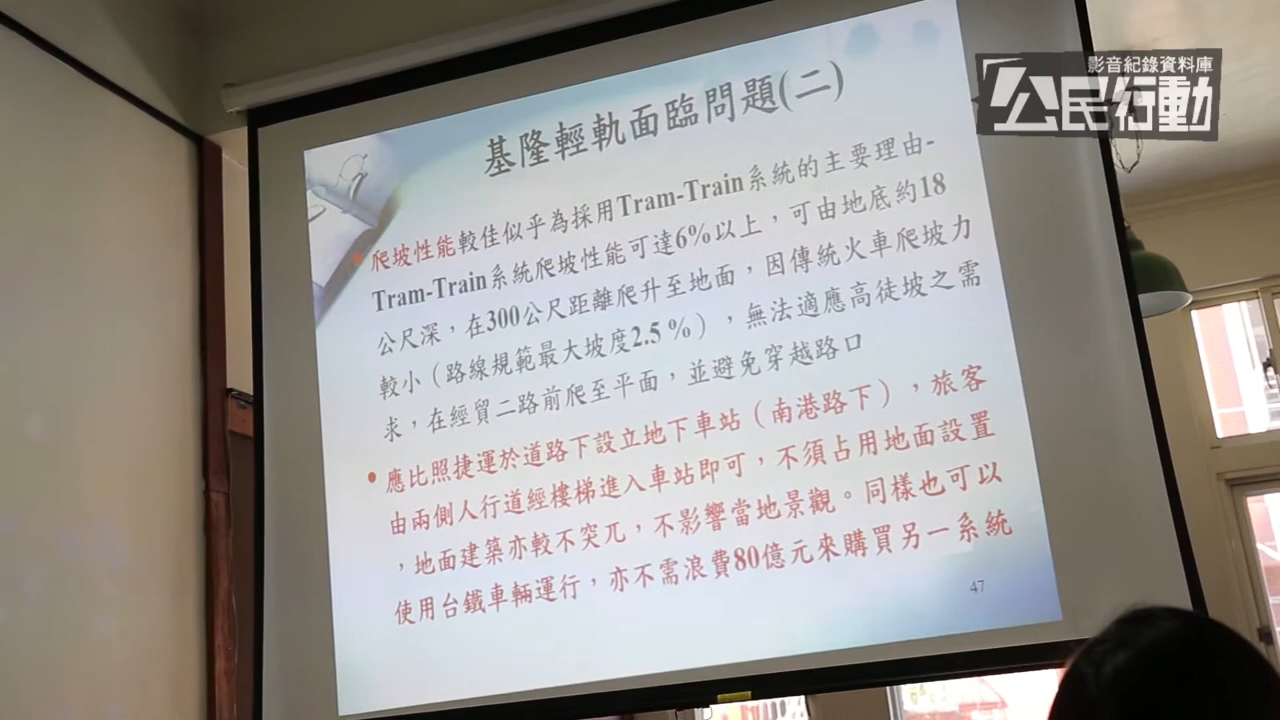 影音紀錄資料庫
公民行動
基隆輕軌面臨問題(二)
爬坡性能較佳似乎為採用Tram-Train系統的主要理由-
Tram-Train系統爬坡性能可達6%以上，可由地底約18
公尺深，在300公尺距離爬升至地面，因傳統火車爬坡力
較小（路線規範最大坡度2.5 %），無法適應高徒坡之需
求，在經貿二路前爬至平面，並避免穿越路口
應比照捷運於道路下設立地下車站（南港路下），旅客
由兩側人行道經樓梯進入車站即可，不須占用地面設置
，地面建築亦較不突兀，不影響當地景觀。同樣也可以
使用台鐵車輛運行，亦不需浪費80億元來購買另一系統
47